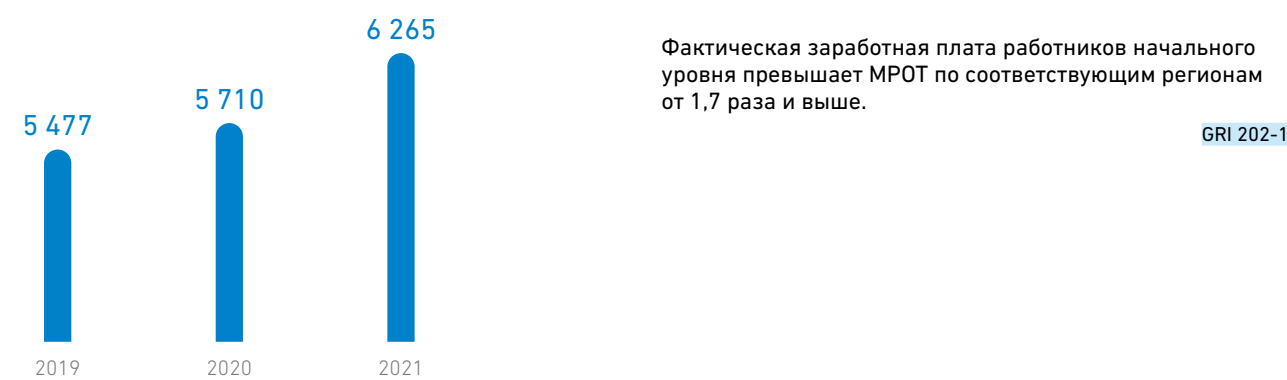 6 265
5 710
5 477
2019
2020
2021
Фактическая заработная плата работников начального
уровня превышает МРОТ по соответствующим регионам
от 1,7 раза и выше.
GRI 202-1